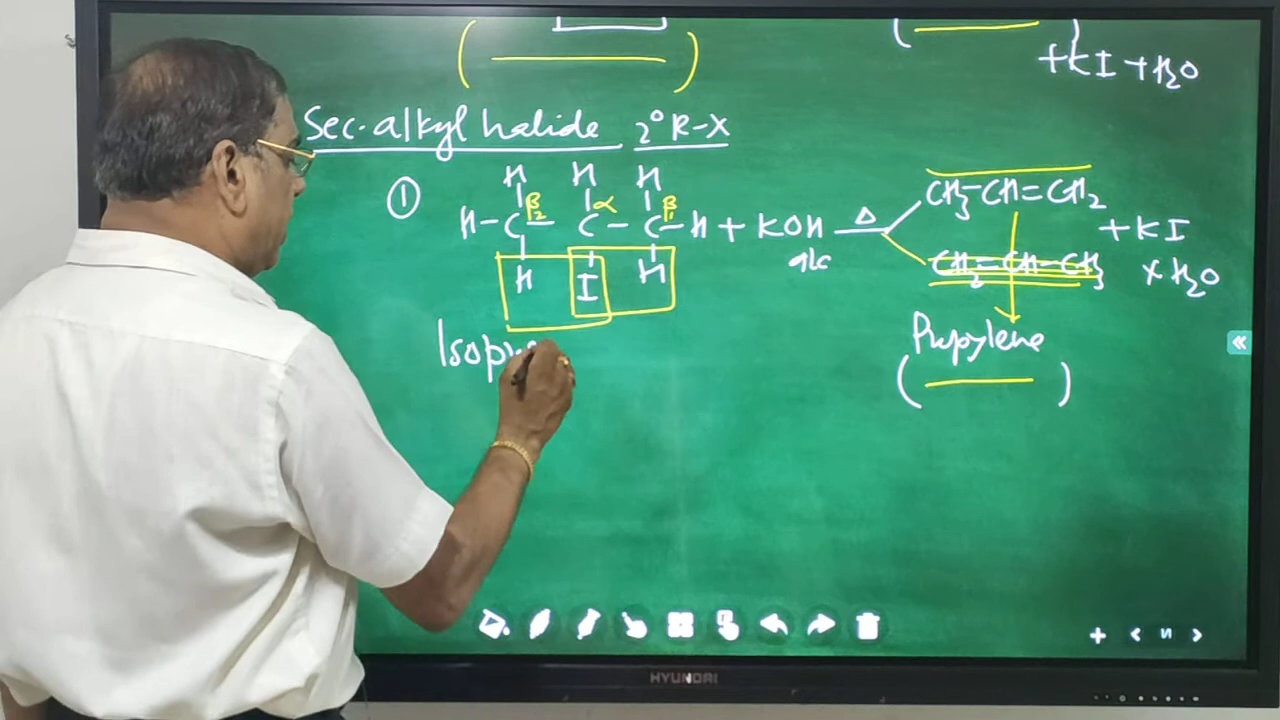 +KI+H2O
Sec-alkyl halide 2° R-X
①
H H H
H-C-C-C-H + KOH
β2 α β1
alc
Δ
H I H
CH3-CH=CH2
CH2=CH-CH3
+KI
×H2O
Isopr
Propylene
( )
HYUNDAI